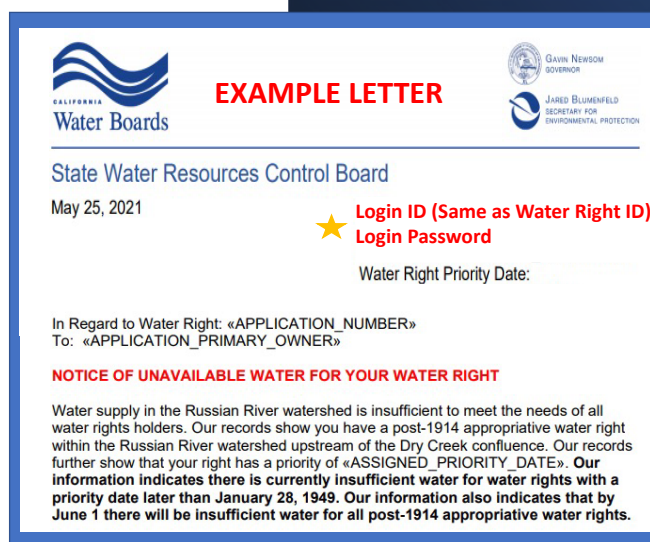 CALIFORNIA
Water Boards
EXAMPLE LETTER
GAVIN NEWSOM
GOVERNOR
JARED BLUMENFELD
SECRETARY FOR
ENVIRONMENTAL PROTECTION
State Water Resources Control Board
May 25, 2021
Login ID (Same as Water Right ID)
Login Password
Water Right Priority Date:
In Regard to Water Right: «APPLICATION_NUMBER»
To: «APPLICATION_PRIMARY_OWNER»
NOTICE OF UNAVAILABLE WATER FOR YOUR WATER RIGHT
Water supply in the Russian River watershed is insufficient to meet the needs of all
water rights holders. Our records show you have a post-1914 appropriative water right
within the Russian River watershed upstream of the Dry Creek confluence. Our records
further show that your right has a priority of «ASSIGNED_PRIORITY_DATE». Our
information indicates there is currently insufficient water for water rights with a
priority date later than January 28, 1949. Our information also indicates that by
June 1 there will be insufficient water for all post-1914 appropriative water rights.